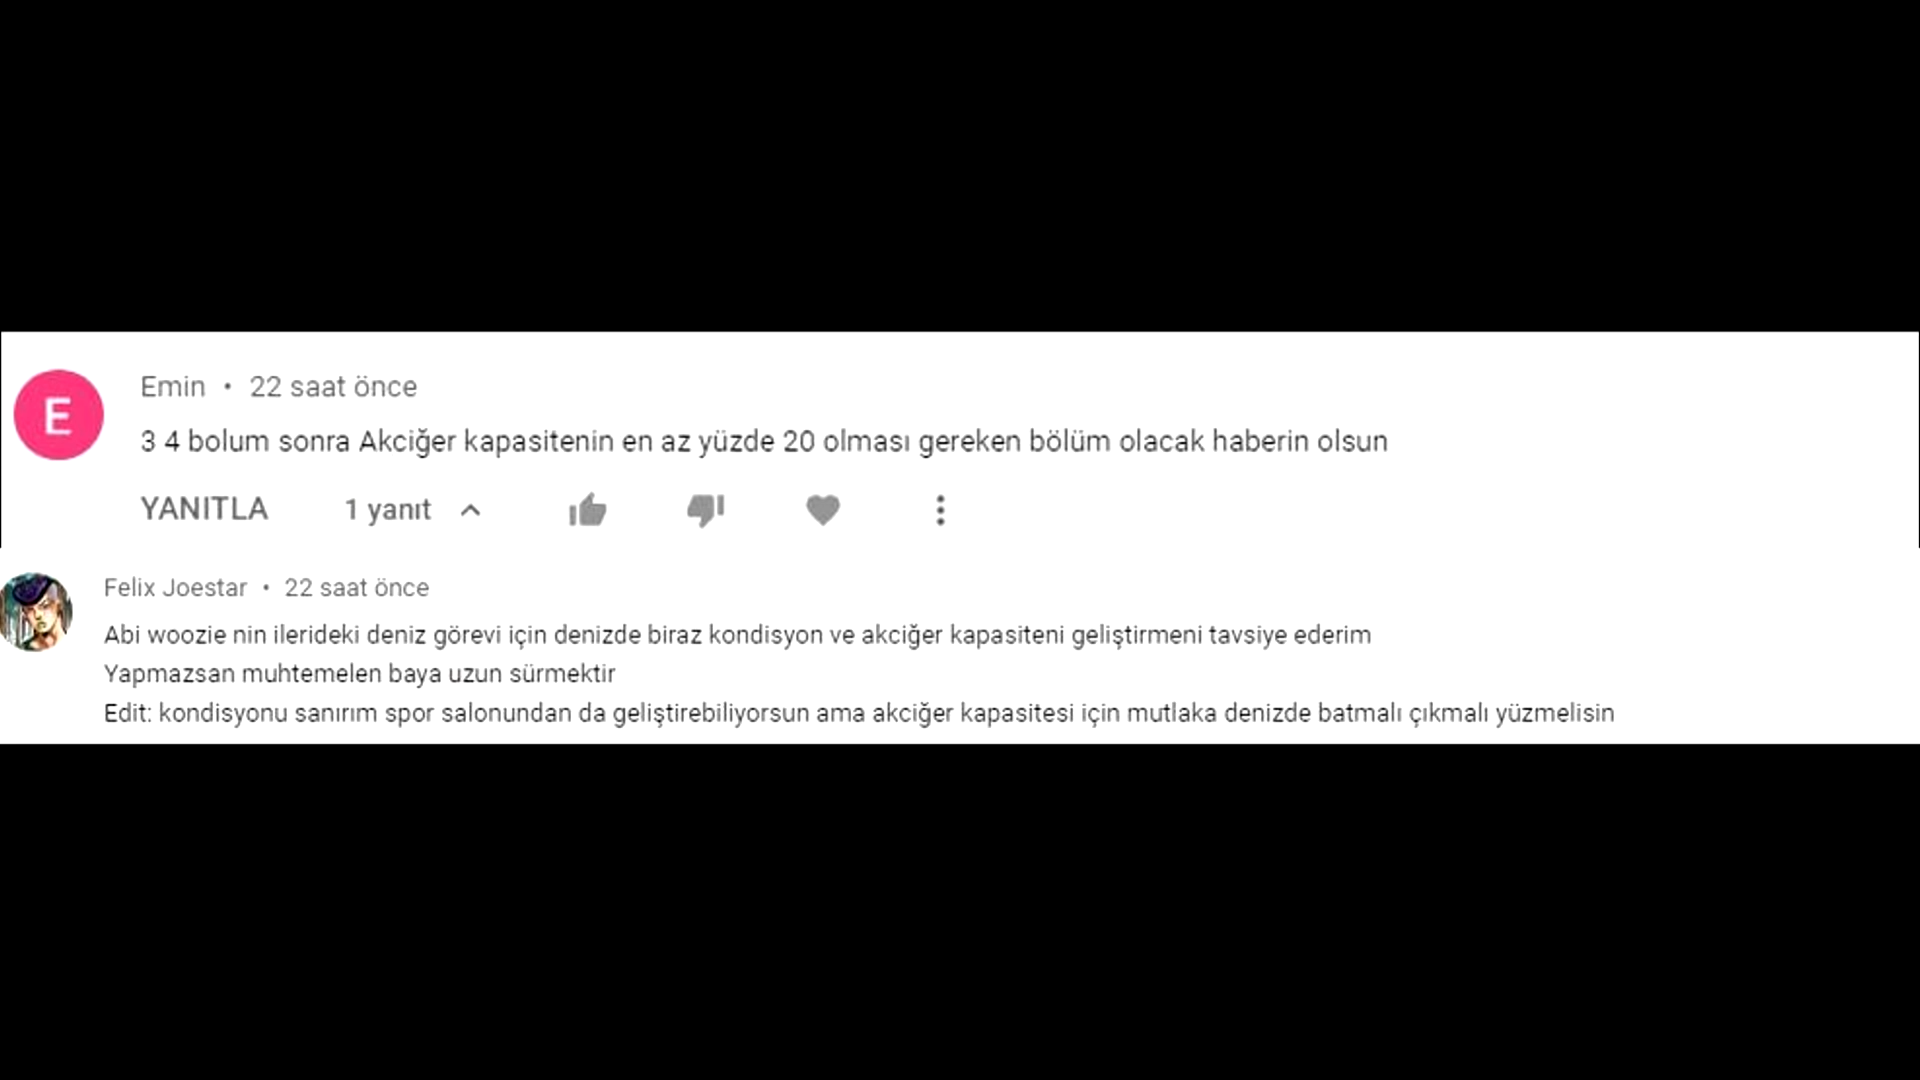 E
Emin • 22 saat önce
3 4 bolum sonra Akciğer kapasitenin en az yüzde 20 olması gereken bölüm olacak haberin olsun
YANITLA 1 yanıt
Felix Joestar • 22 saat önce
Abi woozie nin ilerideki deniz görevi için denizde biraz kondisyon ve akciğer kapasiteni geliştirmeni tavsiye ederim
Yapmazsan muhtemelen baya uzun sürmektir
Edit: kondisyonu sanırım spor salonundan da geliştirebiliyorsun ama akciğer kapasitesi için mutlaka denizde batmalı çıkmalı yüzmelisin